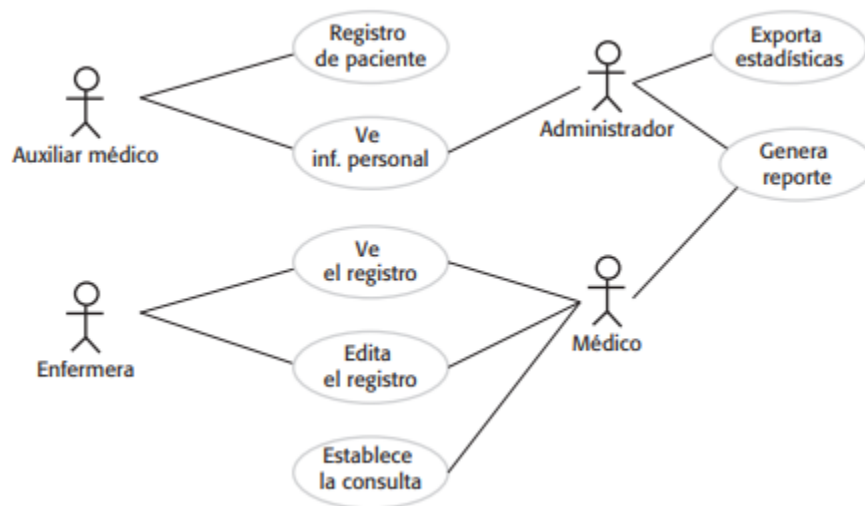 Registro
de paciente
Exporta
estadísticas
Auxiliar médico
Ve
inf. personal
Administrador
Genera
reporte
Ve
el registro
Enfermera
Edita
el registro
Médico
Establece
la consulta